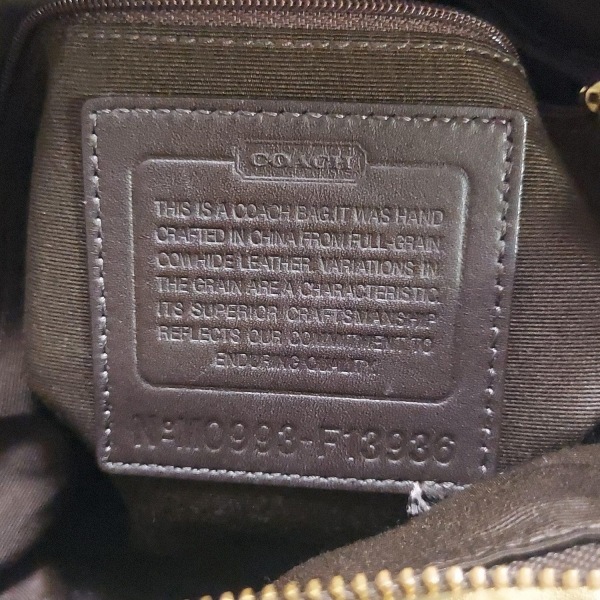 COACH
THIS IS A COACH BAG.IT WAS HAND
CRAFTED IN CHINA FROM FULL-GRAIN
COWHIDE LEATHER. VARIATIONS IN
THE GRAIN ARE A CHARACTERISTIC.
ITS SUPERIOR CRAFTSMANSHIP
REFLECTS OUR COMMITMENT TO
ENDURING QUALITY.
Nº M0993-F13936